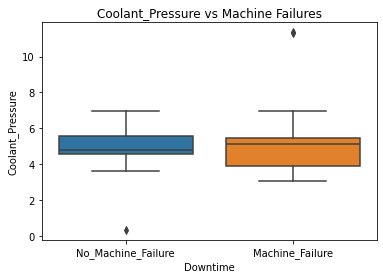 Coolant_Pressure vs Machine Failures
10
8
6
4
2
0
Coolant_Pressure
No_Machine_Failure
Machine_Failure
Downtime